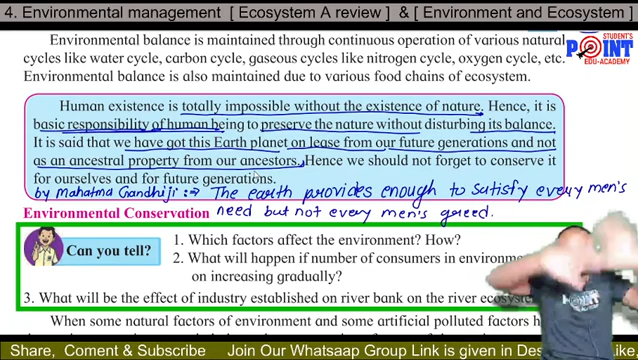 4. Environmental management [ Ecosystem A review ] & [ Environment and Ecosystem ]
STUDENT'S
POINT
EDU-ACADEMY
Environmental balance is maintained through continuous operation of various natural
cycles like water cycle, carbon cycle, gaseous cycles like nitrogen cycle, oxygen cycle, etc.
Environmental balance is also maintained due to various food chains of ecosystem.
Human existence is totally impossible without the existence of nature. Hence, it is
basic responsibility of human being to preserve the nature without disturbing its balance.
It is said that we have got this Earth planet on lease from our future generations and not
as an ancestral property from our ancestors. Hence we should not forget to conserve it
for ourselves and for future generations.
by Mahatma Gandhiji :→ The earth provides enough to satisfy every men's
need but not every men's greed.
Environmental Conservation
Can you tell?
1. Which factors affect the environment? How?
2. What will happen if number of consumers in environm
on increasing gradually?
3. What will be the effect of industry established on river bank on the river ecosyste
When some natural factors of environment and some artificial polluted factors h
Share, Coment & Subscribe Join Our Whatsaap Group Link is given in Des Like